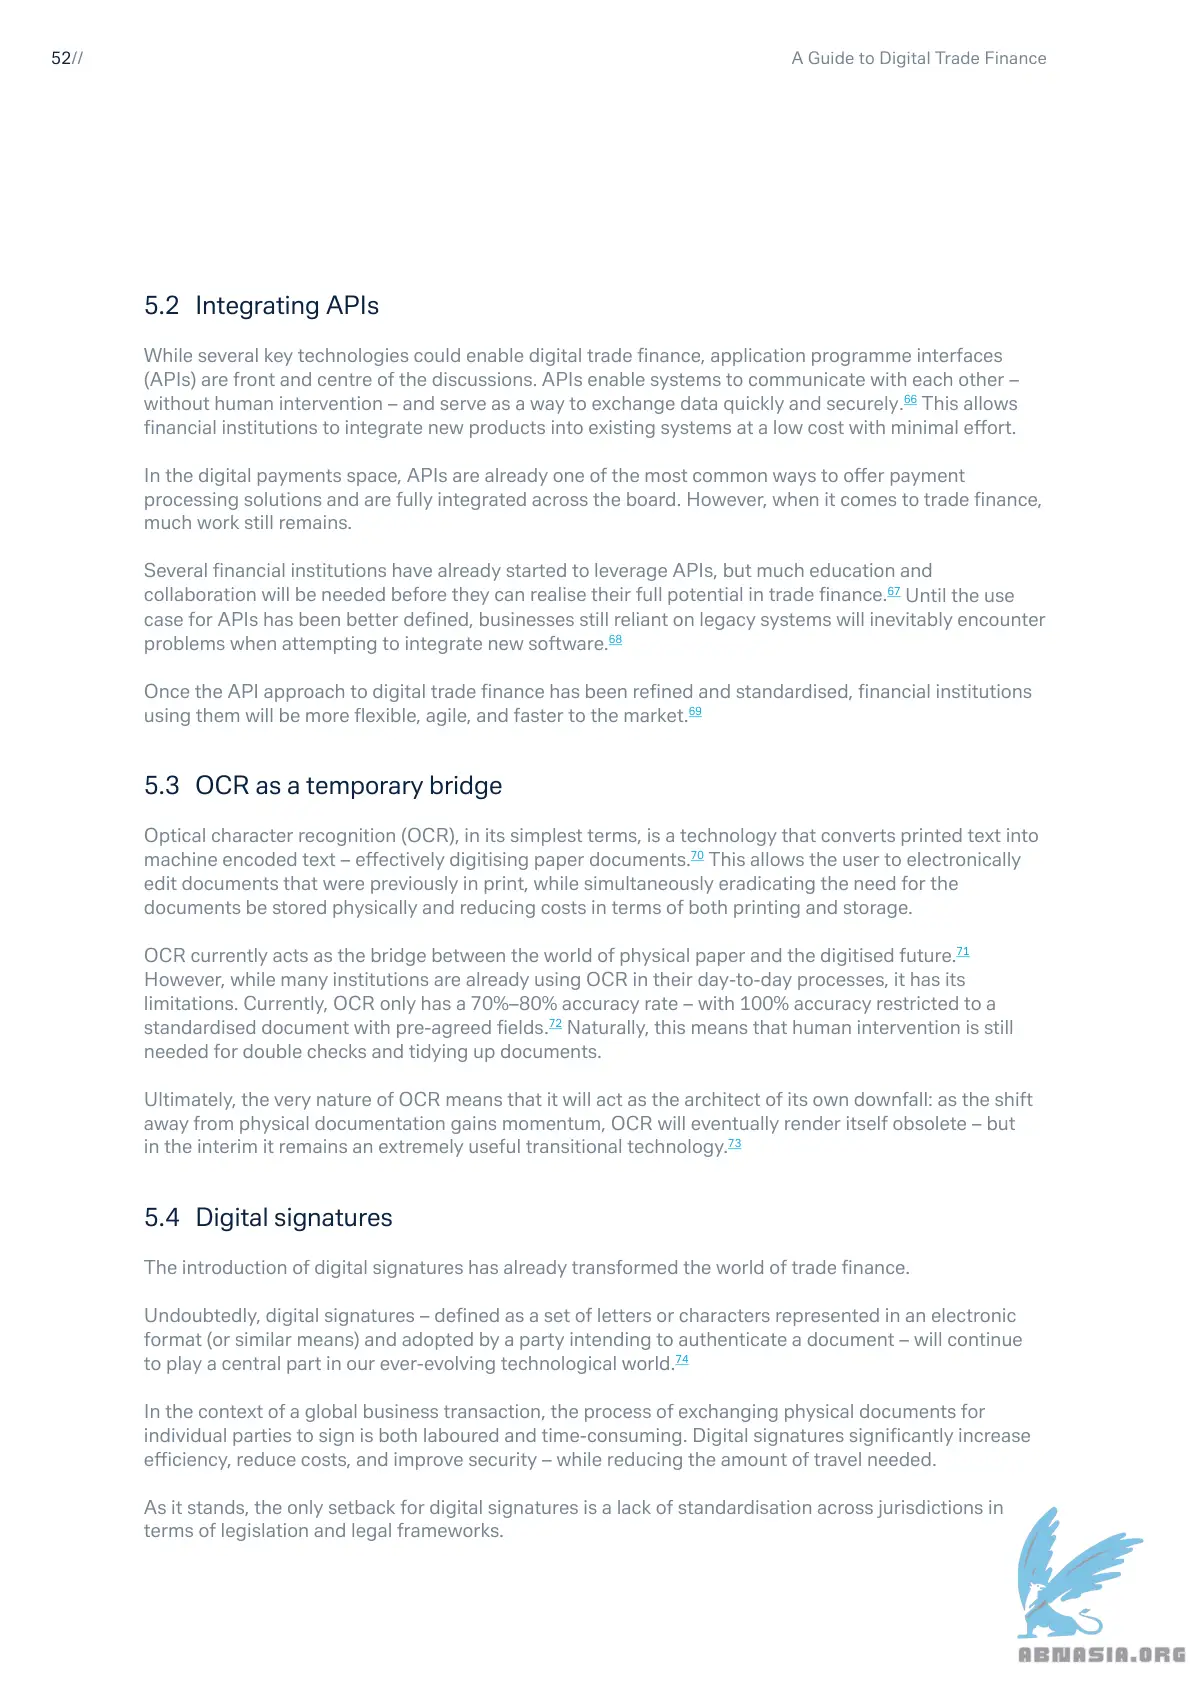 52//
A Guide to Digital Trade Finance
5.2 Integrating APIs
While several key technologies could enable digital trade finance, application programme interfaces
(APIs) are front and centre of the discussions. APIs enable systems to communicate with each other –
without human intervention – and serve as a way to exchange data quickly and securely.66 This allows
financial institutions to integrate new products into existing systems at a low cost with minimal effort.
In the digital payments space, APIs are already one of the most common ways to offer payment
processing solutions and are fully integrated across the board. However, when it comes to trade finance,
much work still remains.
Several financial institutions have already started to leverage APIs, but much education and
collaboration will be needed before they can realise their full potential in trade finance.67 Until the use
case for APIs has been better defined, businesses still reliant on legacy systems will inevitably encounter
problems when attempting to integrate new software.68
Once the API approach to digital trade finance has been refined and standardised, financial institutions
using them will be more flexible, agile, and faster to the market.69
5.3 OCR as a temporary bridge
Optical character recognition (OCR), in its simplest terms, is a technology that converts printed text into
machine encoded text – effectively digitising paper documents.70 This allows the user to electronically
edit documents that were previously in print, while simultaneously eradicating the need for the
documents be stored physically and reducing costs in terms of both printing and storage.
OCR currently acts as the bridge between the world of physical paper and the digitised future.71
However, while many institutions are already using OCR in their day-to-day processes, it has its
limitations. Currently, OCR only has a 70%–80% accuracy rate – with 100% accuracy restricted to a
standardised document with pre-agreed fields.72 Naturally, this means that human intervention is still
needed for double checks and tidying up documents.
Ultimately, the very nature of OCR means that it will act as the architect of its own downfall: as the shift
away from physical documentation gains momentum, OCR will eventually render itself obsolete – but
in the interim it remains an extremely useful transitional technology.73
5.4 Digital signatures
The introduction of digital signatures has already transformed the world of trade finance.
Undoubtedly, digital signatures – defined as a set of letters or characters represented in an electronic
format (or similar means) and adopted by a party intending to authenticate a document – will continue
to play a central part in our ever-evolving technological world.74
In the context of a global business transaction, the process of exchanging physical documents for
individual parties to sign is both laboured and time-consuming. Digital signatures significantly increase
efficiency, reduce costs, and improve security – while reducing the amount of travel needed.
As it stands, the only setback for digital signatures is a lack of standardisation across jurisdictions in
terms of legislation and legal frameworks.
ABNASIA.ORG